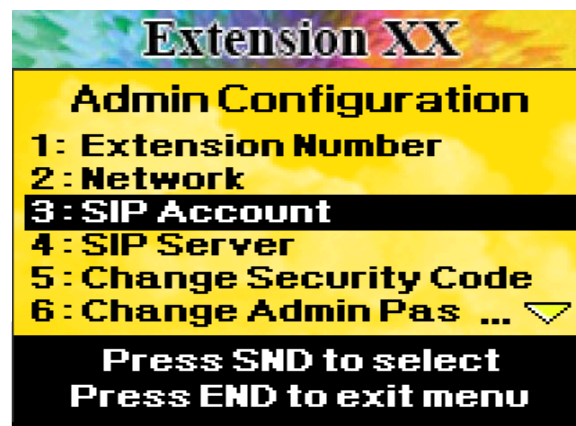 Extension XX
Admin Configuration
1: Extension Number
2: Network
3: SIP Account
4: SIP Server
5: Change Security Code
6: Change Admin Pas ...
Press SND to select
Press END to exit menu